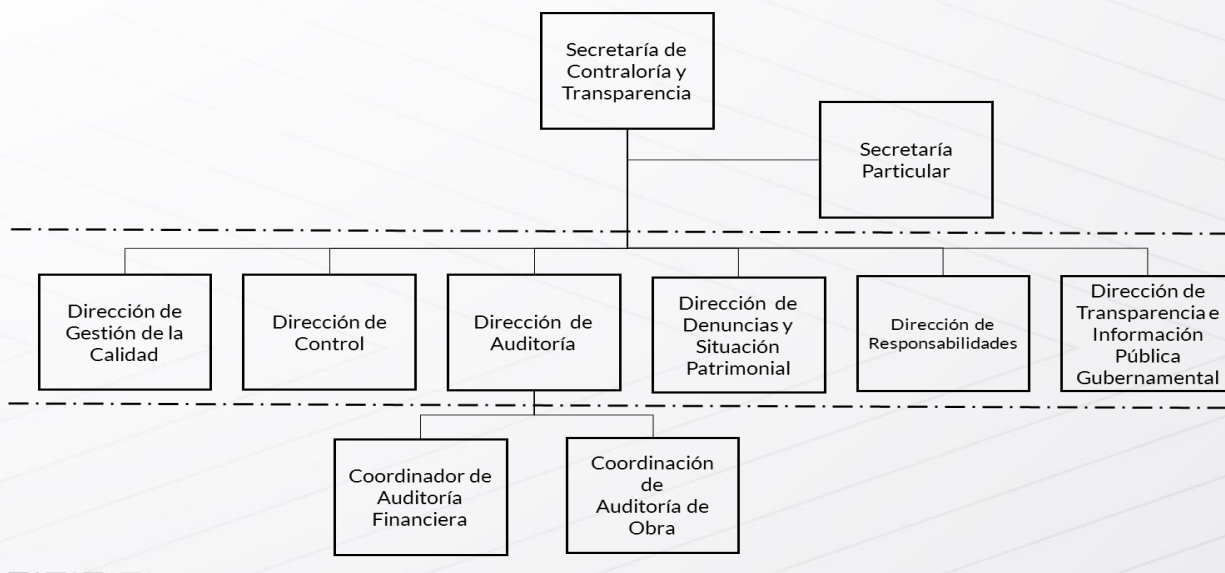 Secretaría de
Contraloría y
Transparencia
Secretaría
Particular
Dirección de
Gestión de la
Calidad
Dirección de
Control
Dirección de
Auditoría
Dirección de
Denuncias y
Situación
Patrimonial
Dirección de
Responsabilidades
Dirección de
Transparencia e
Información
Pública
Gubernamental
Coordinador de
Auditoría
Financiera
Coordinación
de
Auditoría de
Obra